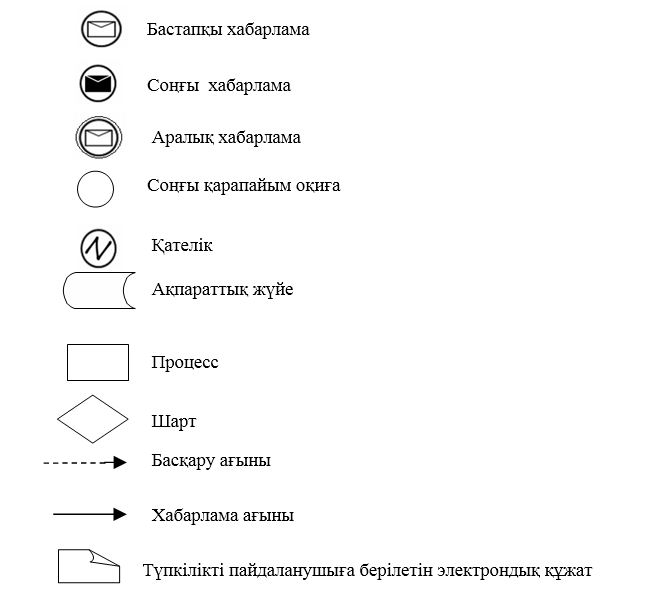 Бастапқы хабарлама
Соңғы хабарлама
Аралық хабарлама
Соңғы қарапайым оқиға
Қателік
Ақпараттық жүйе
Процесс
Шарт
Басқару ағыны
Хабарлама ағыны
Түпкілікті пайдаланушыға берілетін электрондық құжат